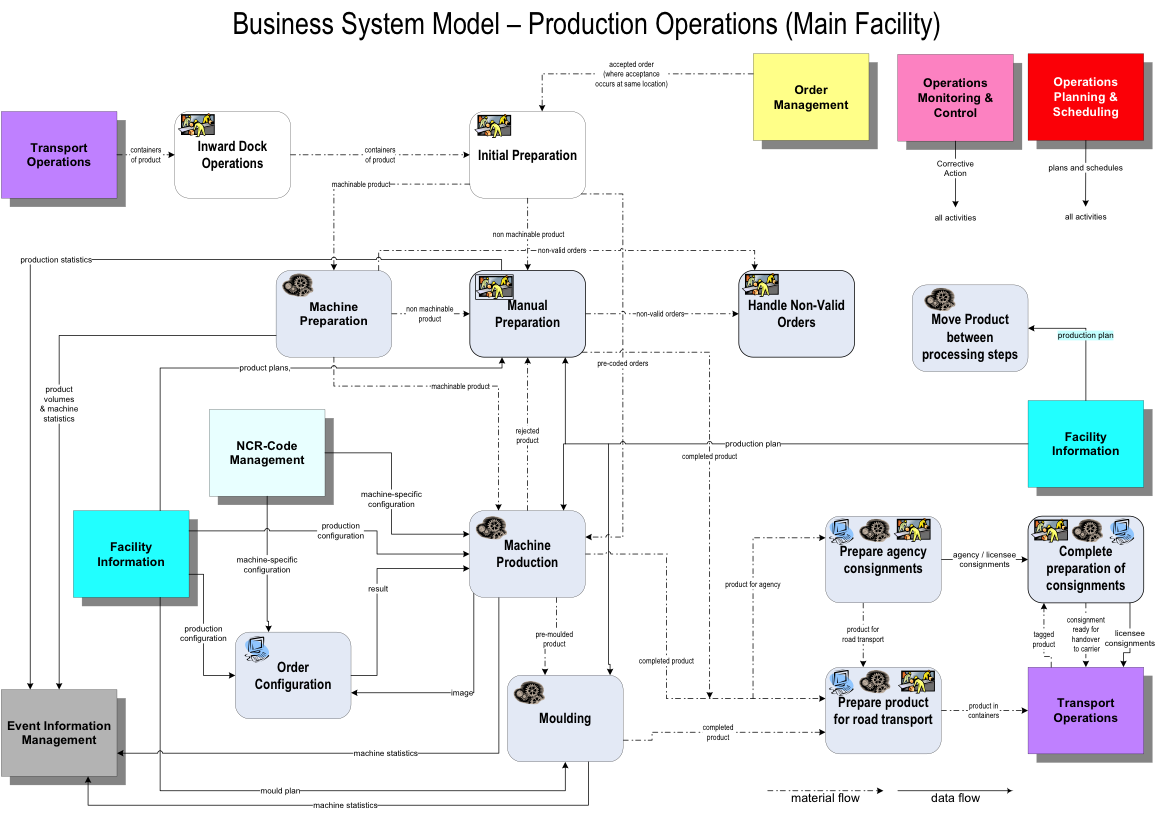 Business System Model – Production Operations (Main Facility)
accepted order
(where acceptance
occurs at same location)
Order
Management
Operations
Monitoring &
Control
Operations
Planning &
Scheduling
Transport
Operations
containers
of product
Inward Dock
Operations
containers
of product
Initial Preparation
Corrective
Action
plans and schedules
all activities
all activities
machinable product
non machinable product
non-valid orders
production statistics
Machine
Preparation
non machinable
product
Manual
Preparation
non-valid orders
Handle Non-Valid
Orders
Move Product
between
processing steps
production plan
product plans,
pre-coded orders
product
volumes
& machine
statistics
machinable product
NCR-Code
Management
rejected
product
production plan
completed product
Facility
Information
machine-specific
configuration
Facility
Information
production
configuration
Machine
Production
Prepare agency
consignments
agency / licensee
consignments
Complete
preparation of
consignments
machine-specific
configuration
result
product for agency
production
configuration
pre-moulded
product
product for
road transport
tagged
product
consignment
ready for
handover
to carrier
licensee
consignments
Order
Configuration
completed product
image
Moulding
Prepare product
for road transport
product in
containers
Transport
Operations
Event Information
Management
completed
product
machine statistics
mould plan
machine statistics
material flow
data flow